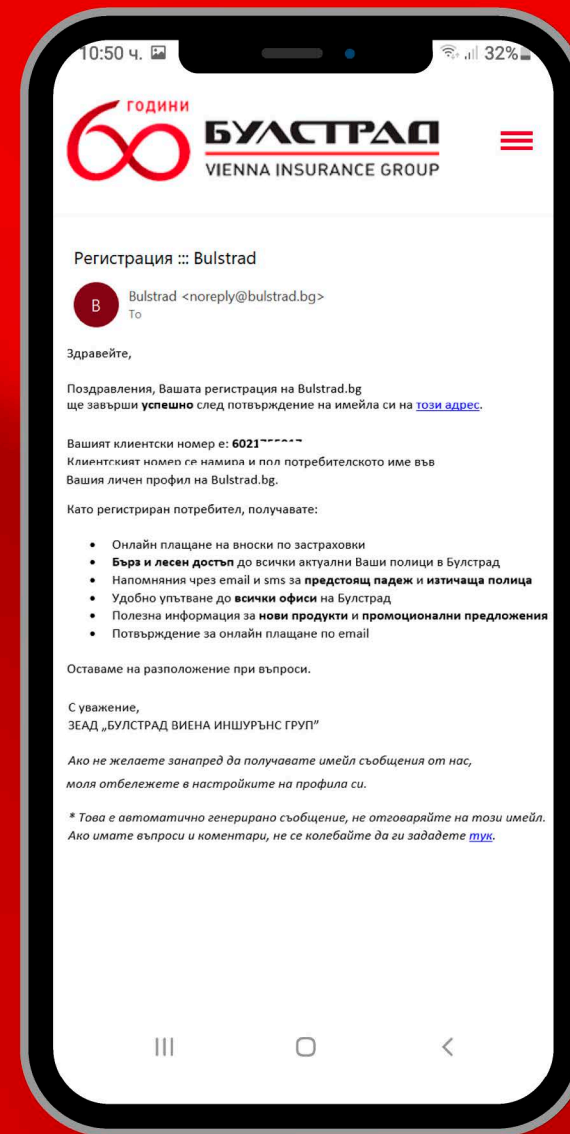 10:50 ч. 32%
60 ГОДИНИ
БУЛСТРАД
VIENNA INSURANCE GROUP
Регистрация ::: Bulstrad
B
Bulstrad <noreply@bulstrad.bg>
To
Здравейте,
Поздравления, Вашата регистрация на Bulstrad.bg
ще завърши успешно след потвърждение на имейла си на този адрес.
Вашият клиентски номер е:
Клиентският номер се намира и под потребителското име във
Вашия личен профил на Bulstrad.bg.
Като регистриран потребител, получавате:
• Онлайн плащане на вноски по застраховки
• Бърз и лесен достъп до всички актуални Ваши полици в Булстрад
• Напомняния чрез email и sms за предстоящ падеж и изтичаща полица
• Удобно упътване до всички офиси на Булстрад
• Полезна информация за нови продукти и промоционални предложения
• Потвърждение за онлайн плащане по email
Оставаме на разположение при въпроси.
С уважение,
ЗЕАД „БУЛСТРАД ВИЕНА ИНШУРЪНС ГРУП"
Ако не желаете занапред да получавате имейл съобщения от нас,
моля отбележете в настройките на профила си.
* Това е автоматично генерирано съобщение, не отговаряйте на този имейл.
Ако имате въпроси и коментари, не се колебайте да ги зададете тук.